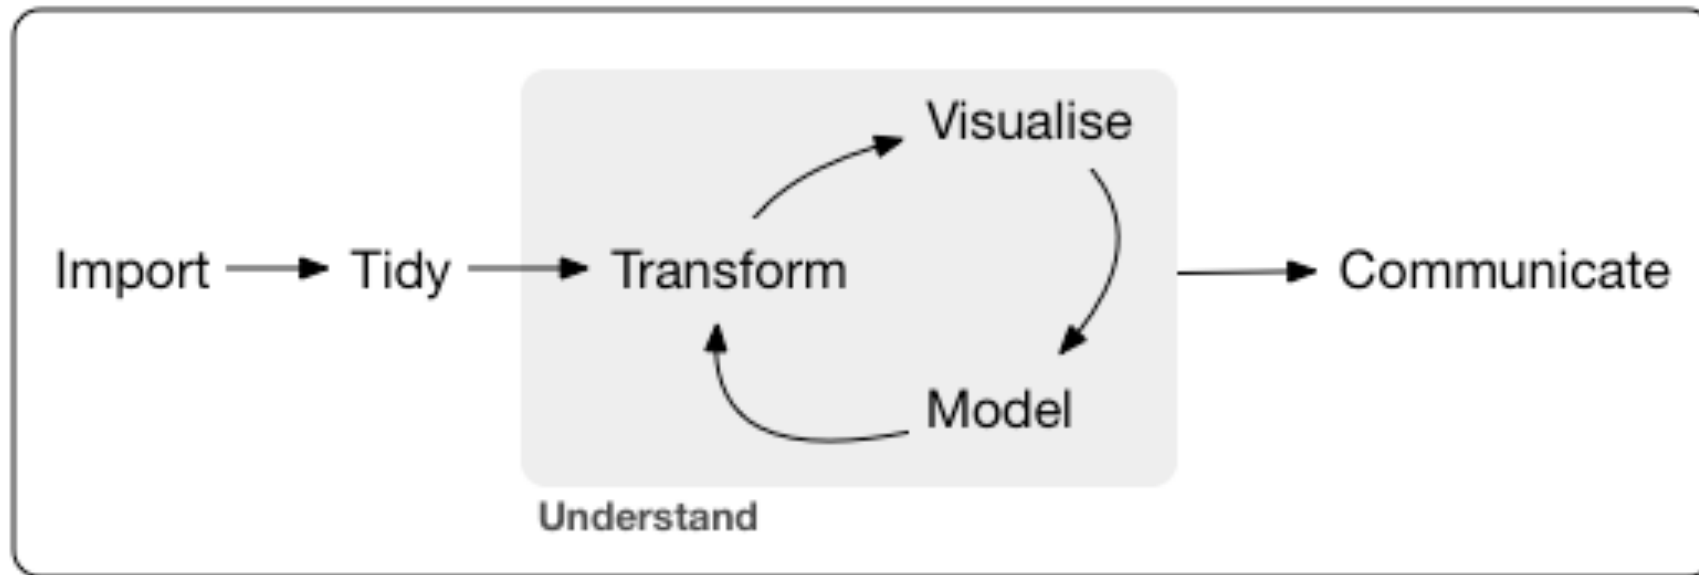 Visualise
Import
Tidy
Transform
Communicate
Model
Understand